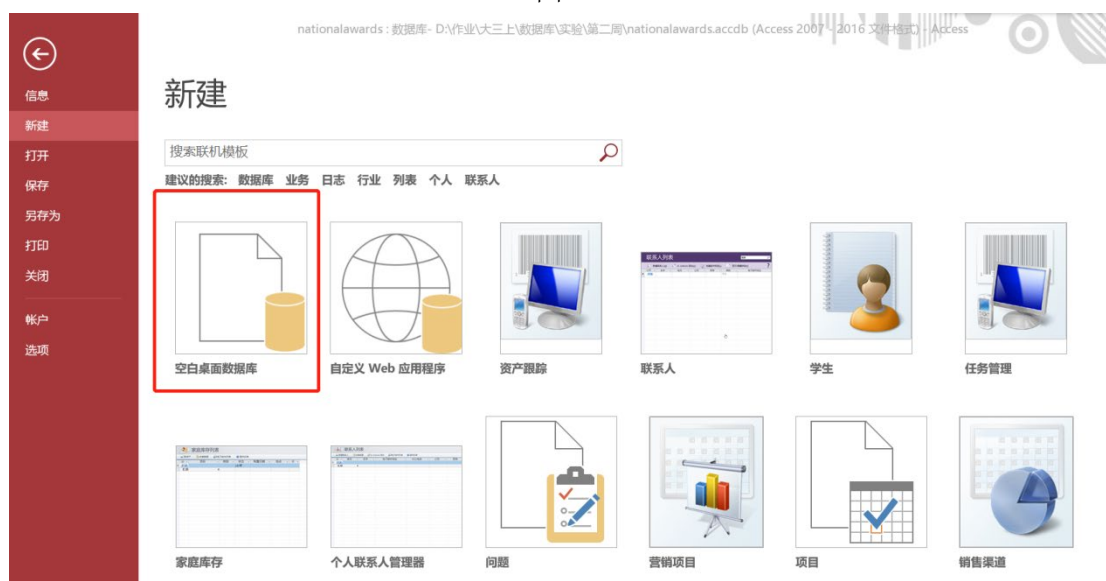 nationalawards : 数据库- D:\作业\大三上\数据库\实验\第二周\nationalawards.accdb (Access 2007 - 2016 文件格式) - Access
信息
新建
打开
保存
另存为
打印
关闭
帐户
选项
新建
搜索联机模板
建议的搜索: 数据库 业务 日志 行业 列表 个人 联系人
联系人列表
空白桌面数据库 自定义 Web 应用程序 资产跟踪 联系人 学生 任务管理
家庭库存 个人联系人管理器 问题 营销项目 项目 销售渠道